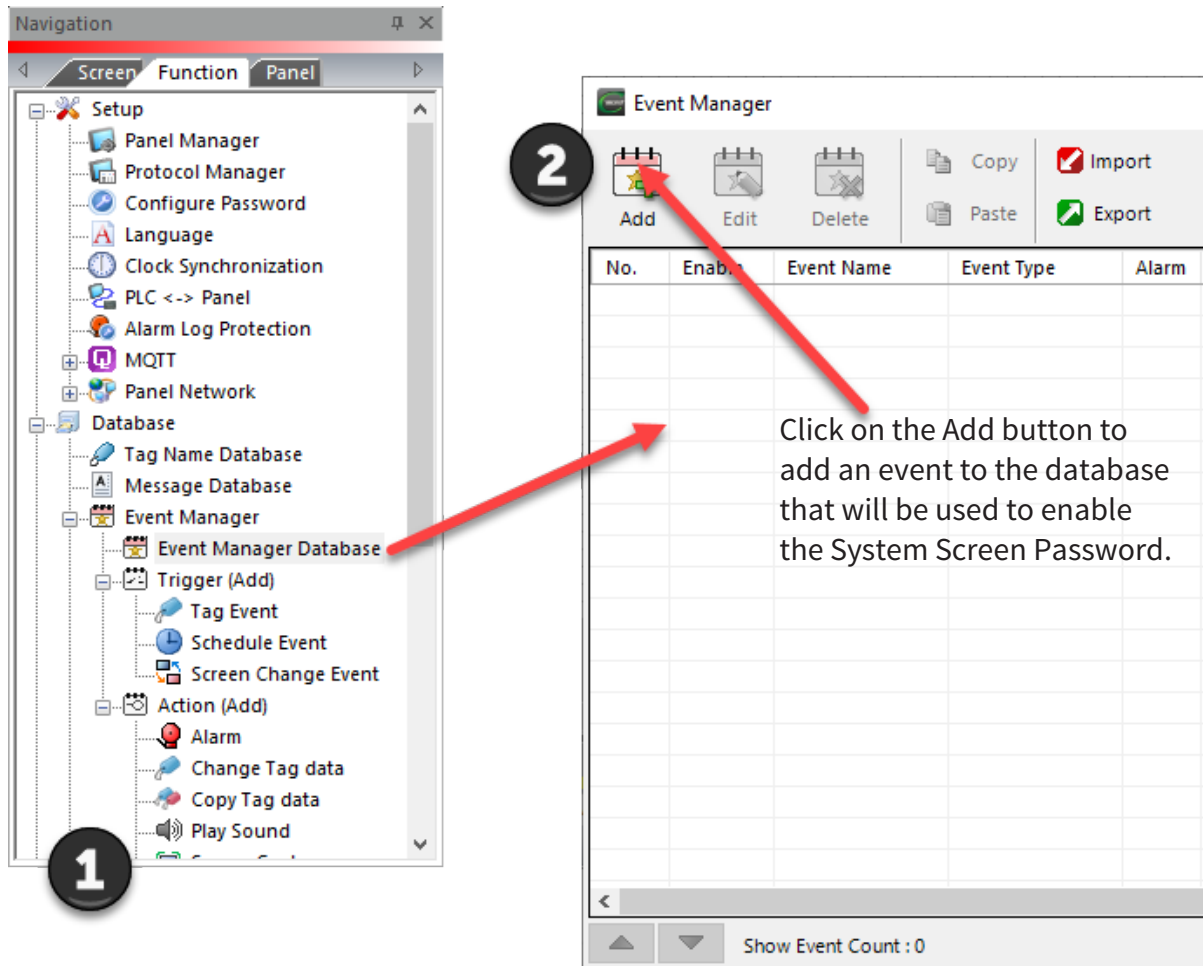 Navigation
Screen Function Panel
Setup
Panel Manager
Protocol Manager
Configure Password
Language
Clock Synchronization
PLC <-> Panel
Alarm Log Protection
MQTT
Panel Network
Database
Tag Name Database
Message Database
Event Manager
Event Manager Database
Trigger (Add)
Tag Event
Schedule Event
Screen Change Event
Action (Add)
Alarm
Change Tag data
Copy Tag data
Play Sound
1
Event Manager
2
Add Edit Delete
Copy Import
Paste Export
No. Event Name Event Type Alarm
Click on the Add button to
add an event to the database
that will be used to enable
the System Screen Password.
Show Event Count : 0